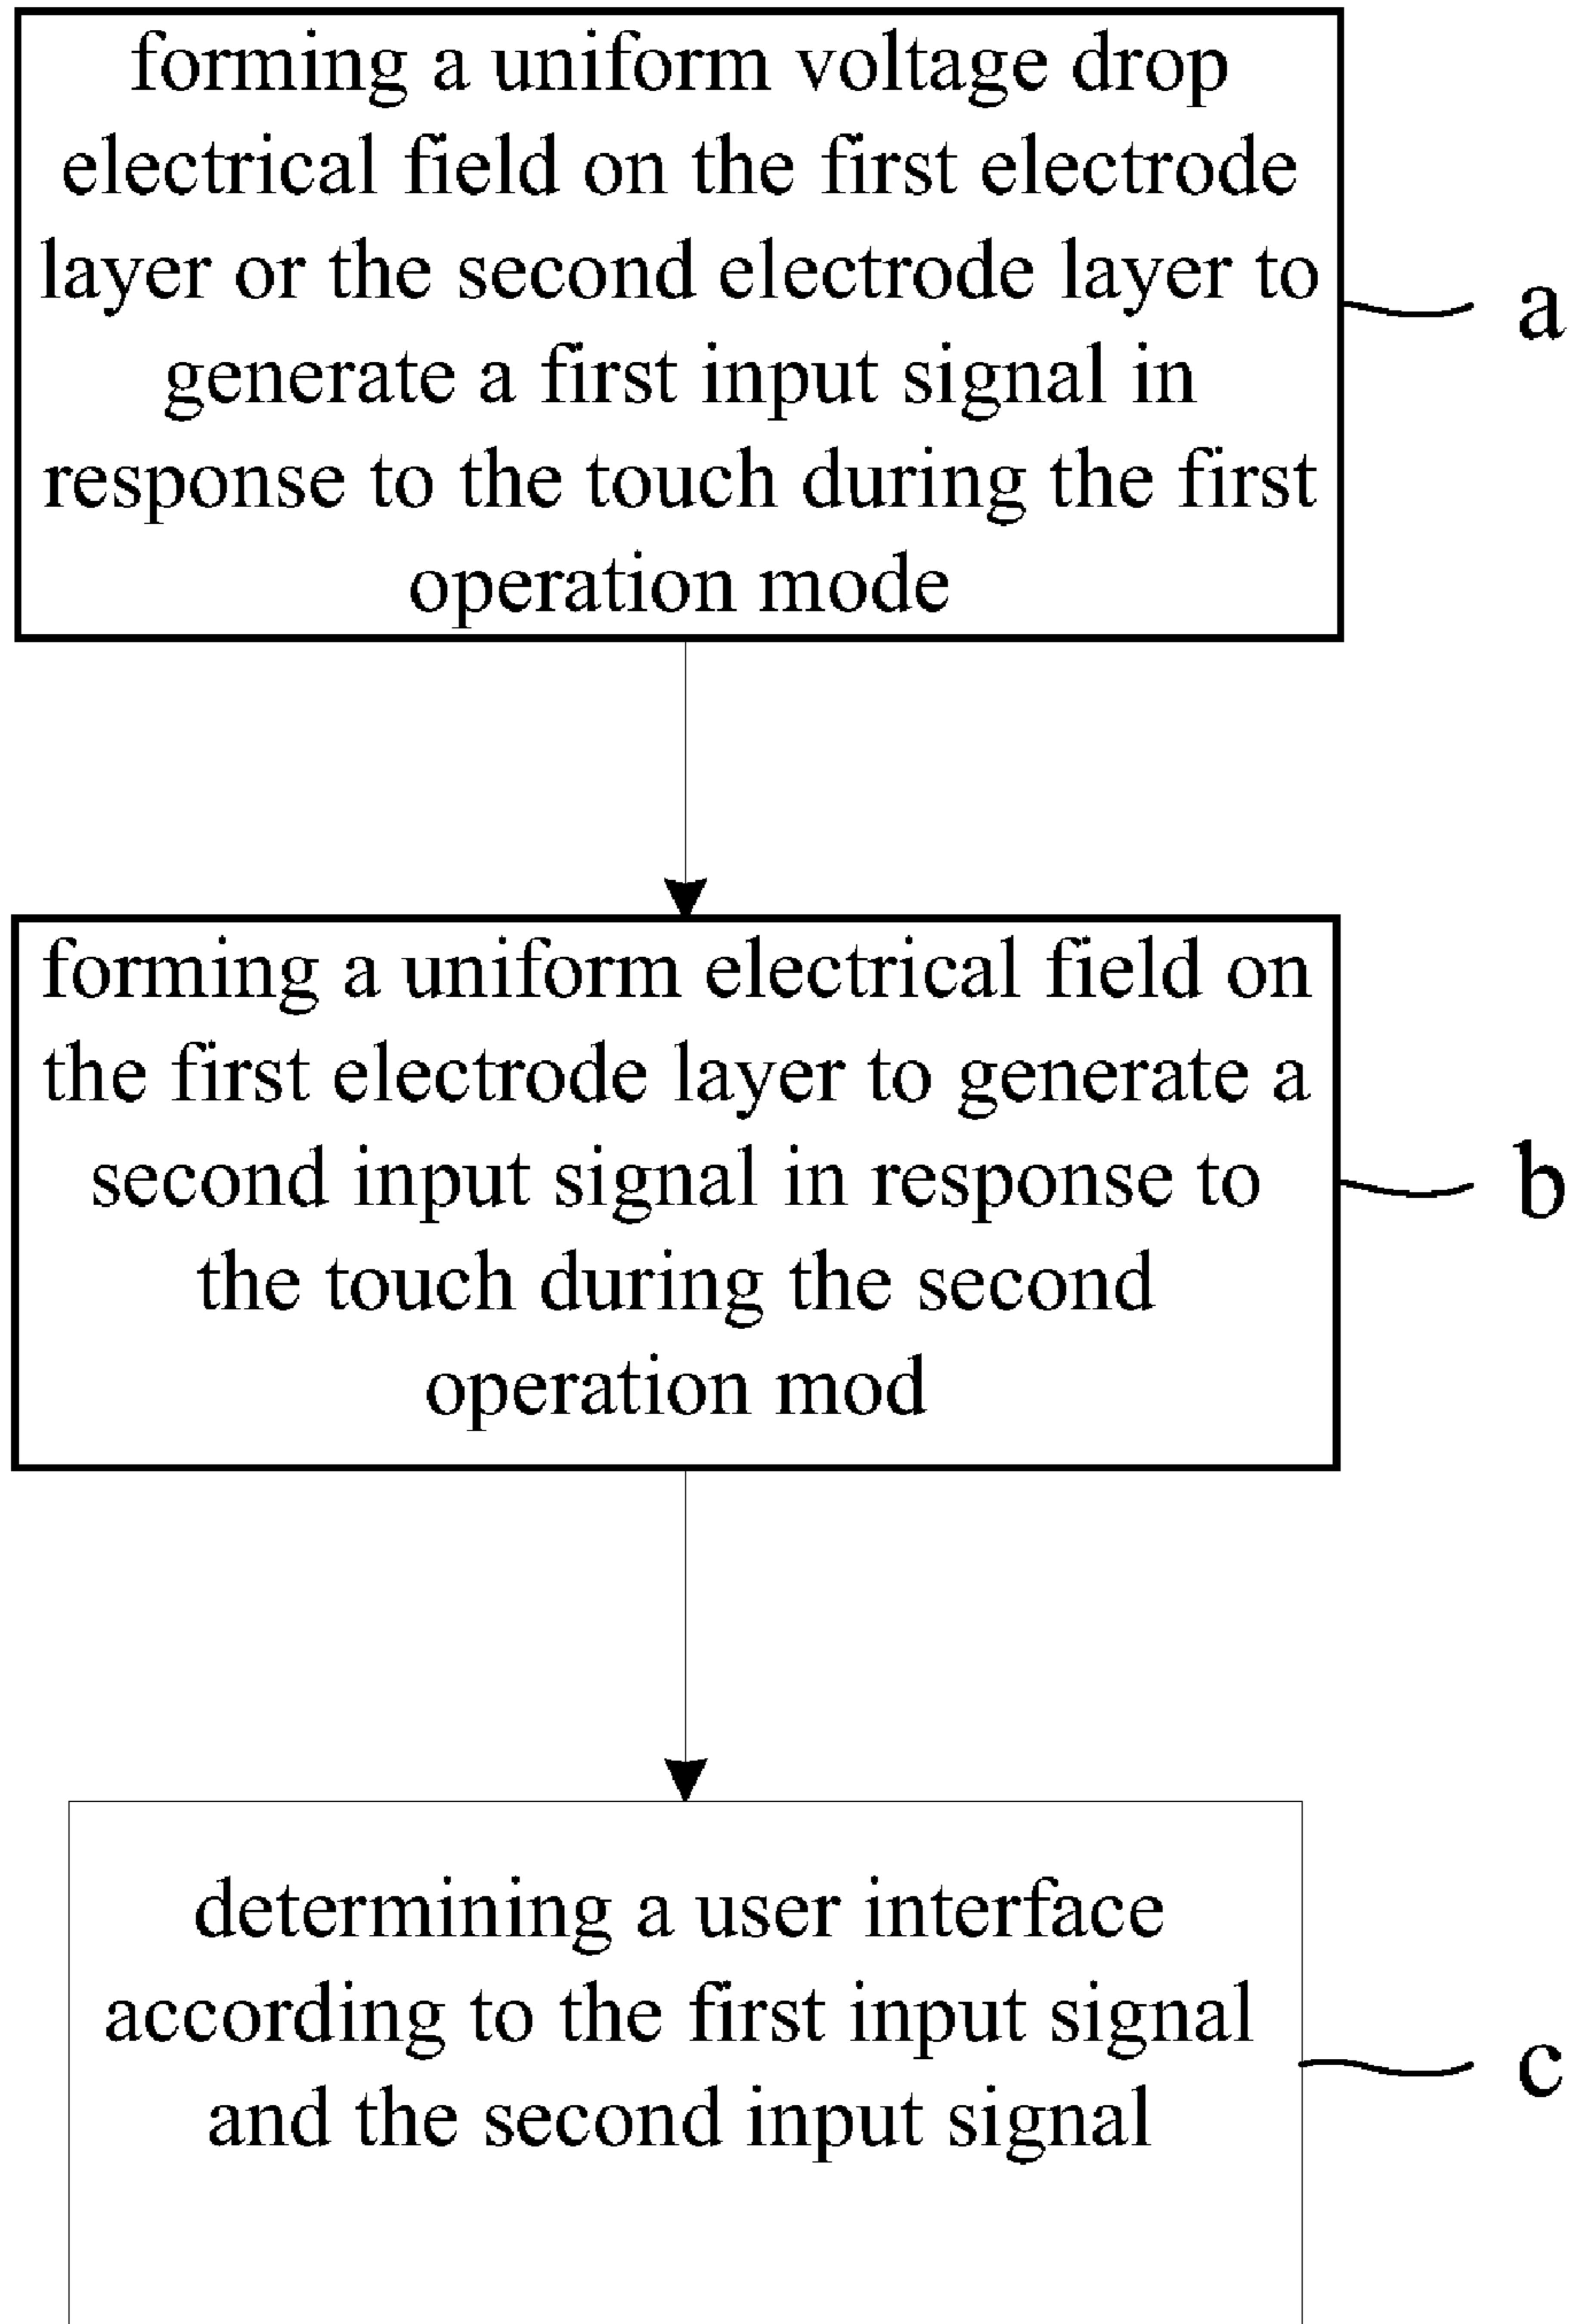 forming a uniform voltage drop
electrical field on the first electrode
layer or the second electrode layer to
generate a first input signal in
response to the touch during the first
operation mode
a
forming a uniform electrical field on
the first electrode layer to generate a
second input signal in response to
the touch during the second
operation mod
b
determining a user interface
according to the first input signal
and the second input signal
c